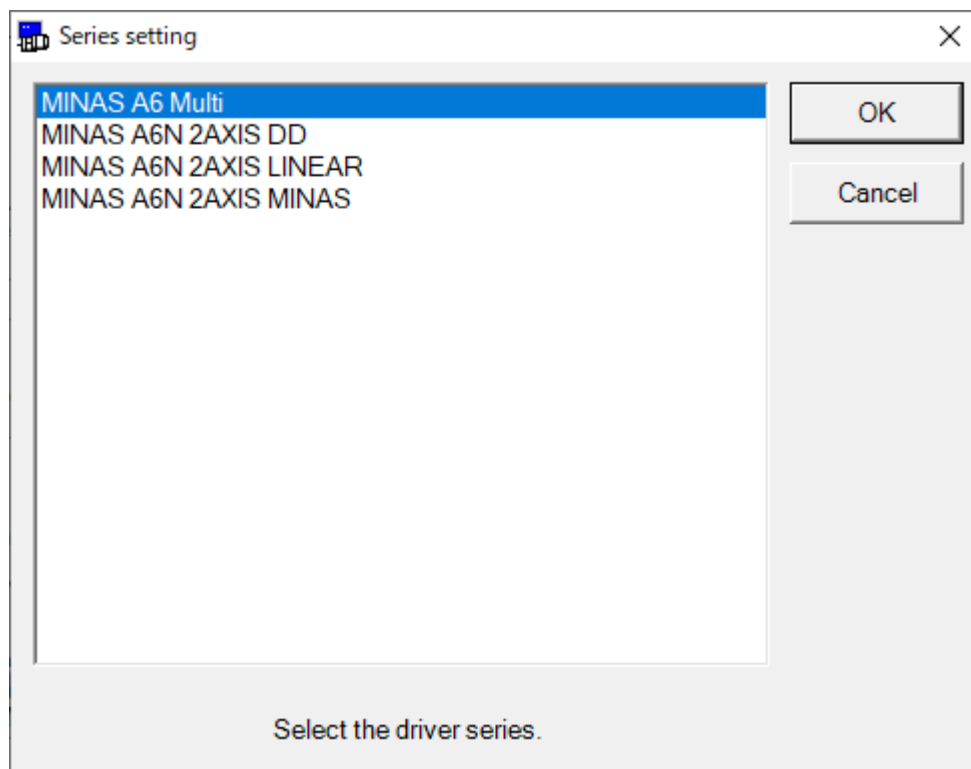 Series setting
MINAS A6 Multi
MINAS A6N 2AXIS DD
MINAS A6N 2AXIS LINEAR
MINAS A6N 2AXIS MINAS
OK
Cancel
Select the driver series.